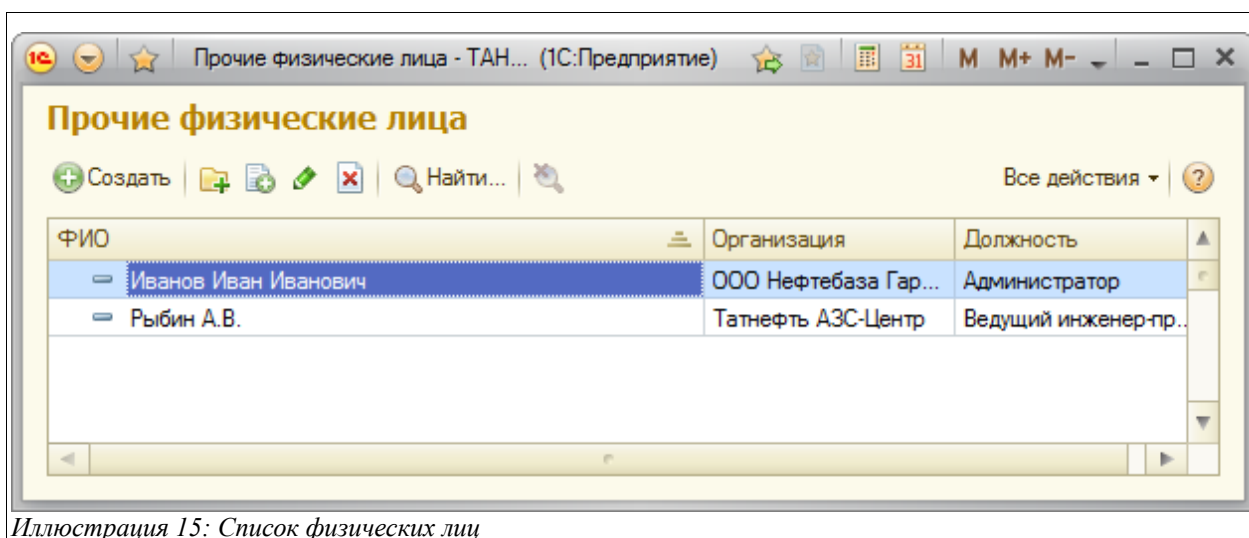 Прочие физические лица - ТАН... (1С:Предприятие) 31 M M+ M-
Прочие физические лица
Создать Найти... Все действия
ФИО Организация Должность
Иванов Иван Иванович ООО Нефтебаза Гар... Администратор
Рыбин А.В. Татнефть АЗС-Центр Ведущий инженер-пр..
Иллюстрация 15: Список физических лиц